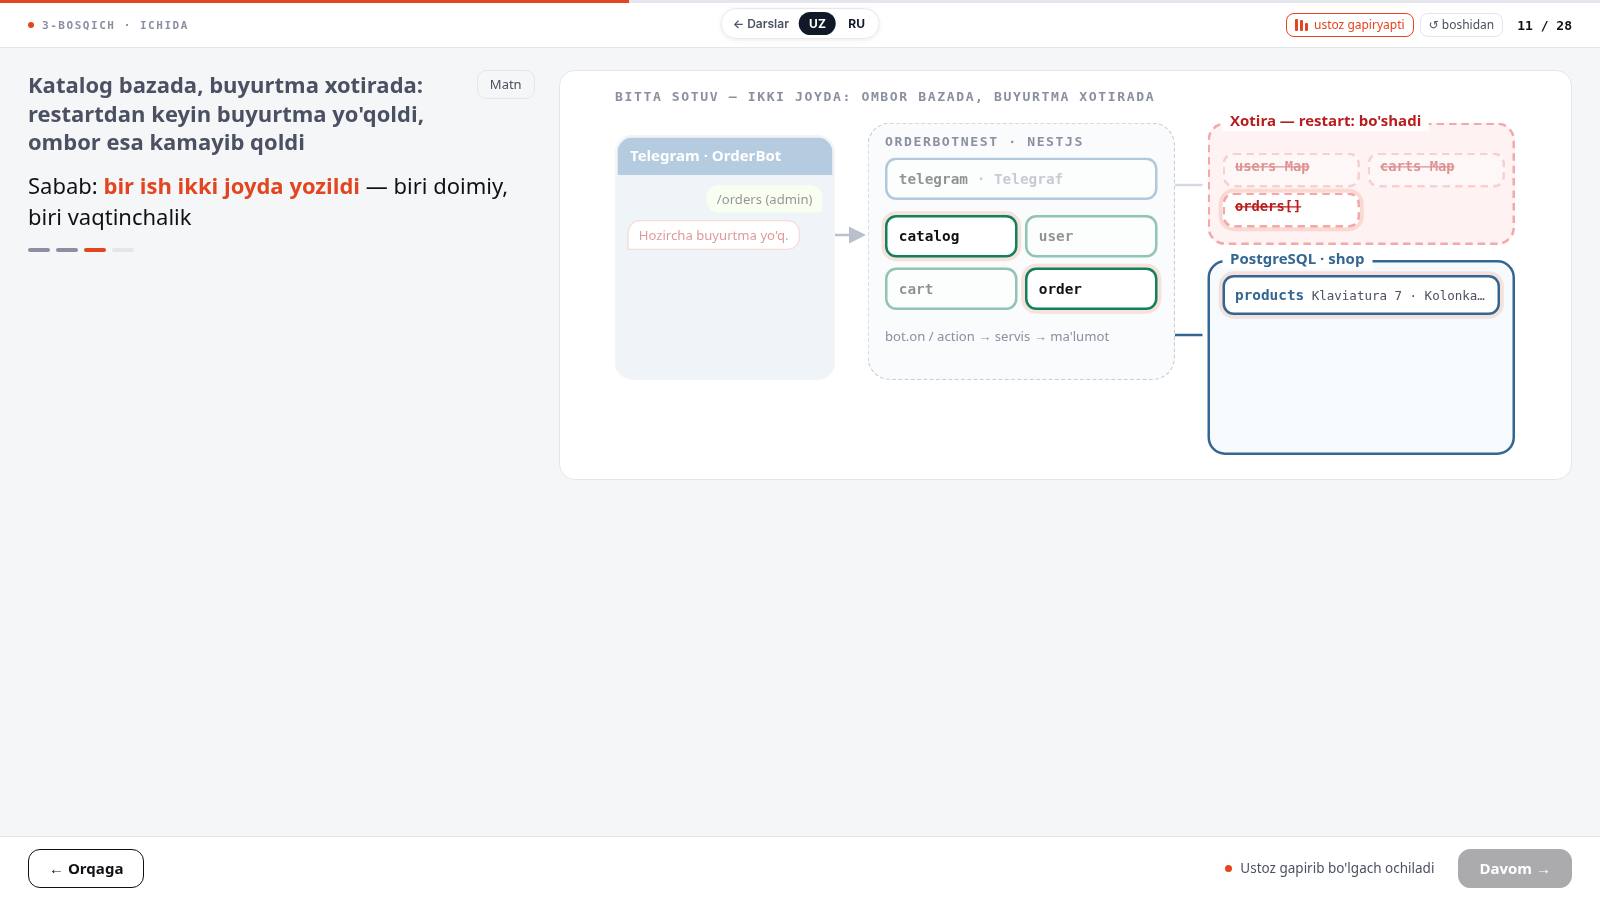 3-BOSQICH · ICHIDA
← Darslar UZ RU
ustoz gapiryapti
↺ boshidan
11 / 28
Katalog bazada, buyurtma xotirada:
restartdan keyin buyurtma yo'qoldi,
ombor esa kamayib qoldi
Matn
Sabab: bir ish ikki joyda yozildi — biri doimiy,
biri vaqtinchalik
BITTA SOTUV — IKKI JOYDA: OMBOR BAZADA, BUYURTMA XOTIRADA
Telegram · OrderBot
/orders (admin)
Hozircha buyurtma yo'q.
ORDERBOTNEST · NESTJS
telegram · Telegraf
catalog
user
cart
order
bot.on / action → servis → ma'lumot
Xotira — restart: bo'shadi
users Map
carts Map
orders[]
PostgreSQL · shop
products Klaviatura 7 · Kolonka…
← Orqaga
Ustoz gapirib bo'lgach ochiladi
Davom →